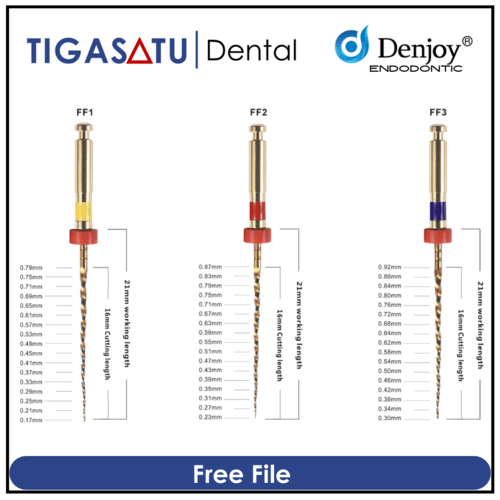 TIGASATU | Dental
Denjoy®
ENDODONTIC
FF1
0.79mm
0.75mm
0.71mm
0.69mm
0.65mm
0.61mm
0.57mm
0.53mm
0.49mm
0.45mm
0.41mm
0.37mm
0.33mm
0.29mm
0.25mm
0.21mm
0.17mm
16mm Cutting length
21mm working length
FF2
0.87mm
0.83mm
0.79mm
0.75mm
0.71mm
0.67mm
0.63mm
0.59mm
0.55mm
0.51mm
0.47mm
0.43mm
0.39mm
0.35mm
0.31mm
0.27mm
0.23mm
16mm Cutting length
21mm working length
FF3
0.92mm
0.88mm
0.84mm
0.80mm
0.76mm
0.72mm
0.68mm
0.64mm
0.62mm
0.58mm
0.54mm
0.50mm
0.46mm
0.42mm
0.38mm
0.34mm
0.30mm
16mm Cutting length
21mm working length
Free File